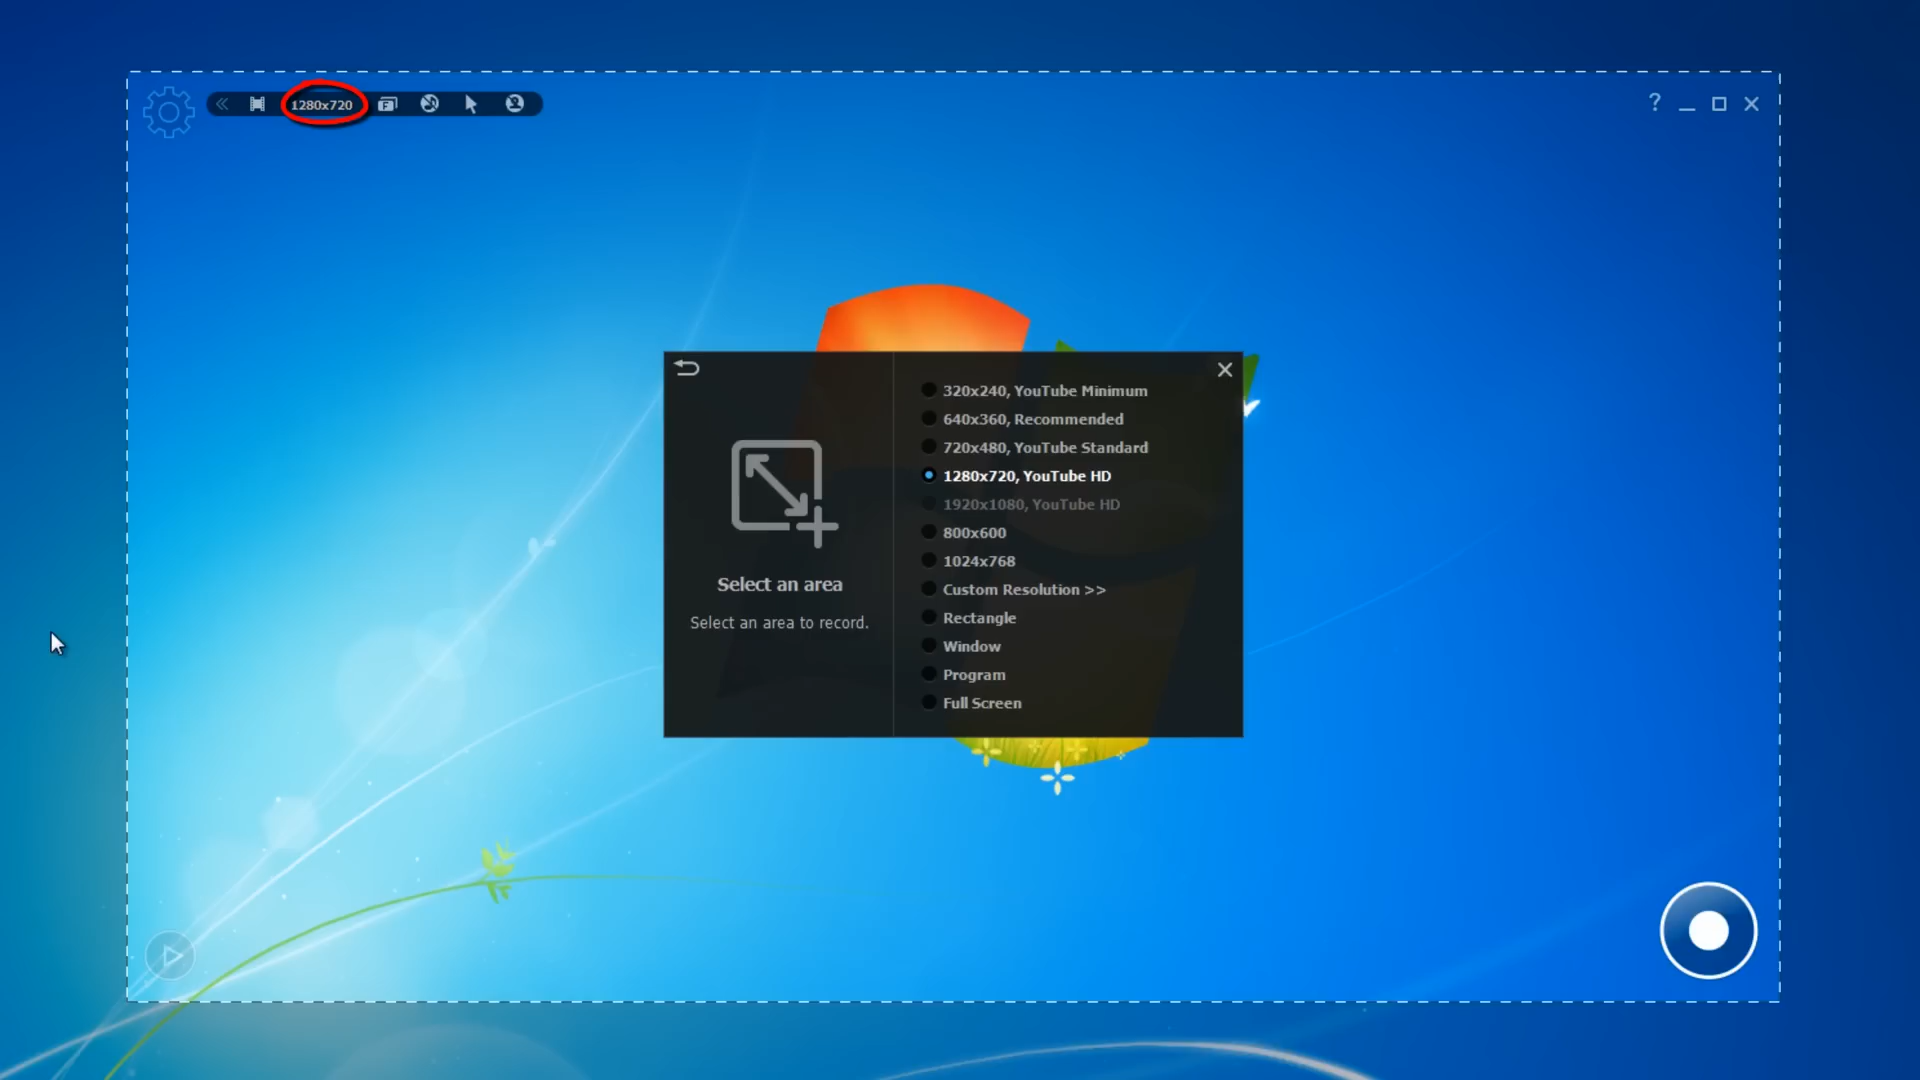 1280x720
?
320x240, YouTube Minimum
640x360, Recommended
720x480, YouTube Standard
1280x720, YouTube HD
1920x1080, YouTube HD
800x600
1024x768
Custom Resolution >>
Rectangle
Window
Program
Full Screen
Select an area
Select an area to record.